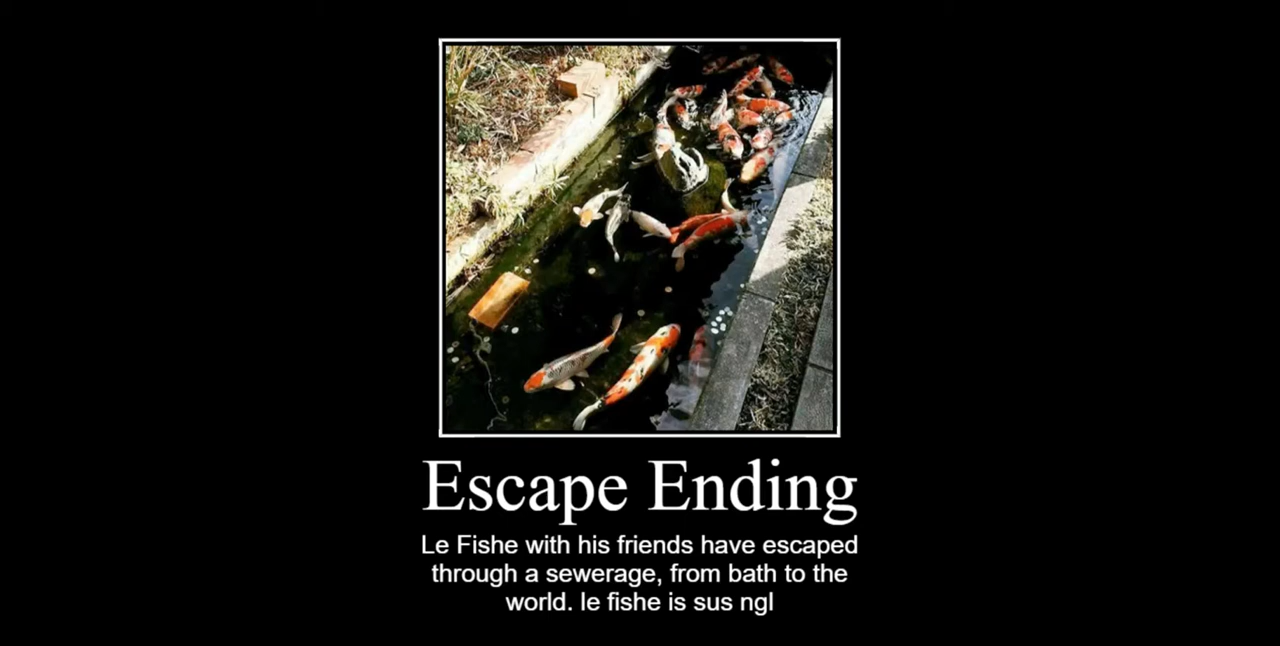 Escape Ending
Le Fishe with his friends have escaped
through a sewerage, from bath to the
world. le fishe is sus ngl